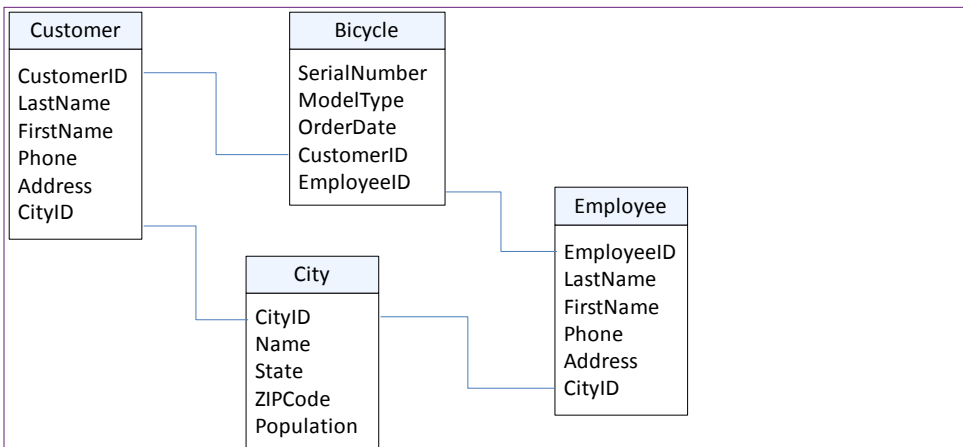 Customer
CustomerID
LastName
FirstName
Phone
Address
CityID
Bicycle
SerialNumber
ModelType
OrderDate
CustomerID
EmployeeID
Employee
EmployeeID
LastName
FirstName
Phone
Address
CityID
City
CityID
Name
State
ZIPCode
Population